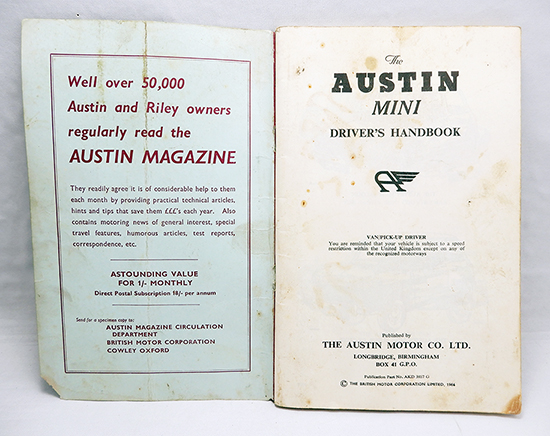 Well over 50,000
Austin and Riley owners
regularly read the
AUSTIN MAGAZINE
They readily agree it is of considerable help to them
each month by providing practical technical articles,
hints and tips that save them £££'s each year. Also
contains motoring news of general interest, special
travel features, humorous articles, test reports,
correspondence, etc.
ASTOUNDING VALUE
FOR 1/- MONTHLY
Direct Postal Subscription 18/- per annum
Send for a specimen copy to:
AUSTIN MAGAZINE CIRCULATION
DEPARTMENT
BRITISH MOTOR CORPORATION
COWLEY OXFORD
The
AUSTIN
MINI
DRIVER'S HANDBOOK
VAN/PICK-UP DRIVER
You are reminded that your vehicle is subject to a speed
restriction within the United Kingdom except on any of
the recognized motorways
Published by
THE AUSTIN MOTOR CO. LTD.
LONGBRIDGE, BIRMINGHAM
BOX 41 G.P.O.
Publication Part No. AKD 3017 G
© THE BRITISH MOTOR CORPORATION LIMITED, 1964